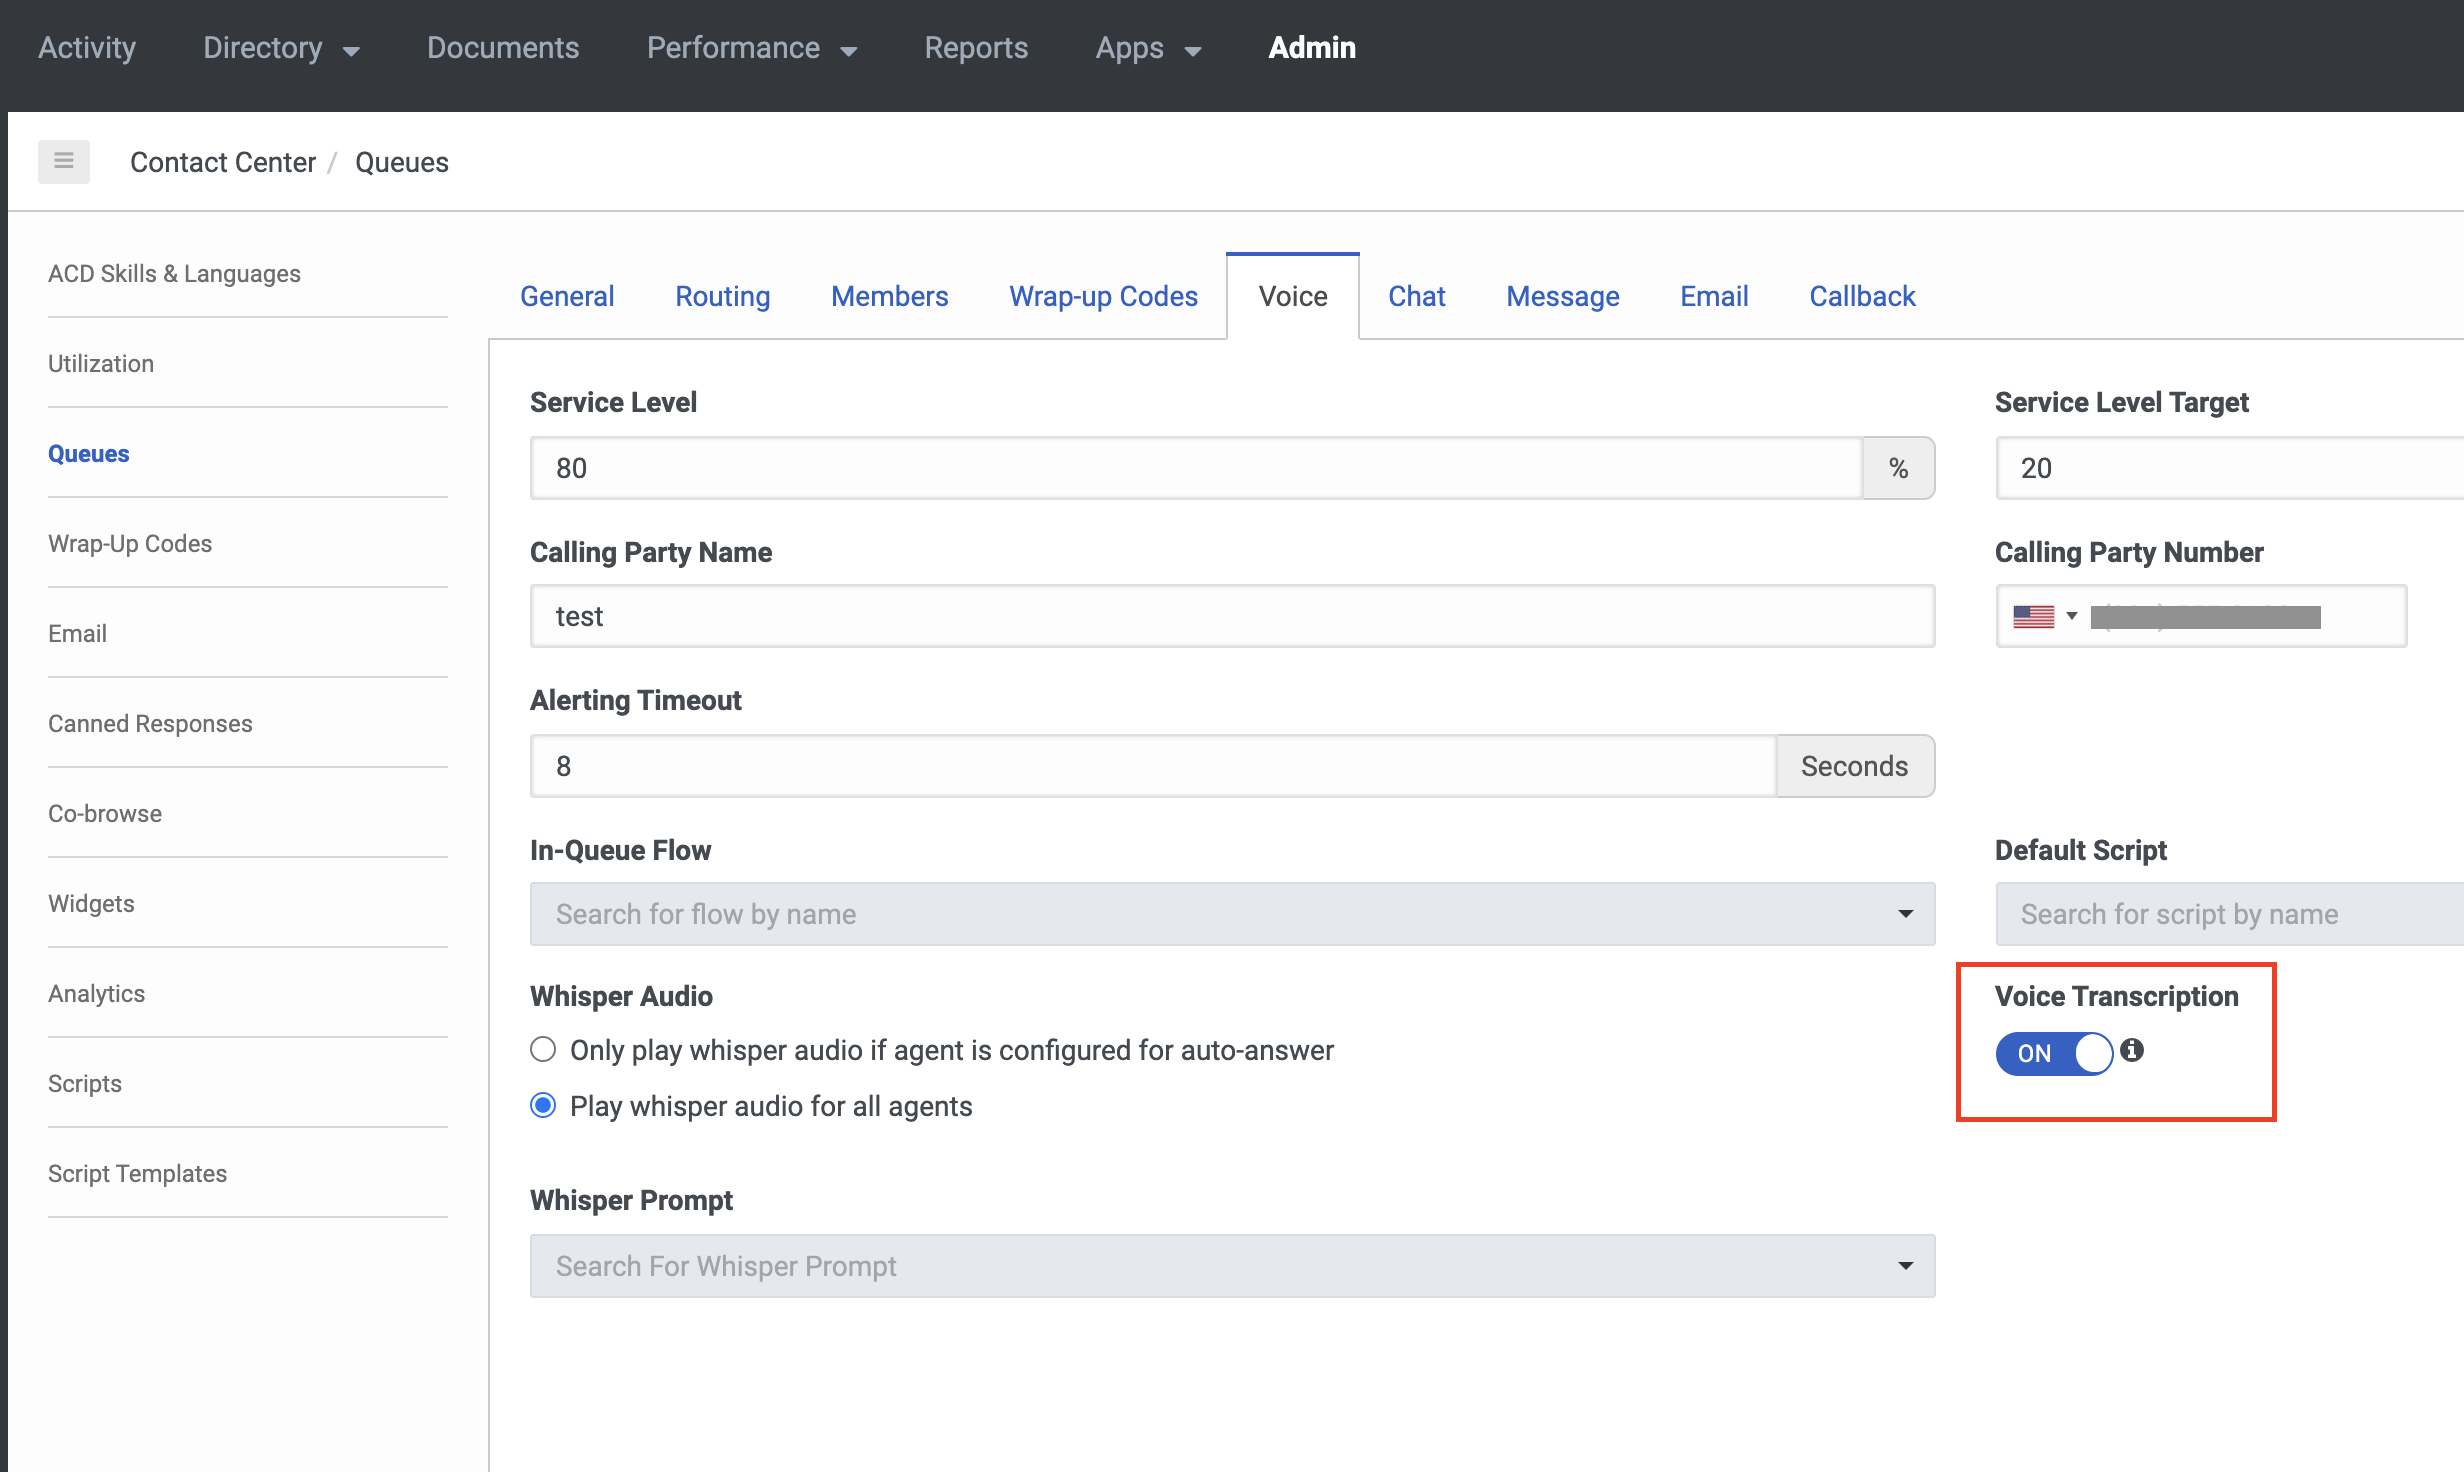 Activity Directory Documents Performance Reports Apps Admin
Contact Center / Queues
ACD Skills & Languages
Utilization
Queues
Wrap-Up Codes
Email
Canned Responses
Co-browse
Widgets
Analytics
Scripts
Script Templates
General Routing Members Wrap-up Codes Voice Chat Message Email Callback
Service Level
80 %
Service Level Target
20
Calling Party Name
test
Calling Party Number
Alerting Timeout
8 Seconds
In-Queue Flow
Search for flow by name
Default Script
Search for script by name
Whisper Audio
Only play whisper audio if agent is configured for auto-answer
Play whisper audio for all agents
Voice Transcription
ON
Whisper Prompt
Search For Whisper Prompt